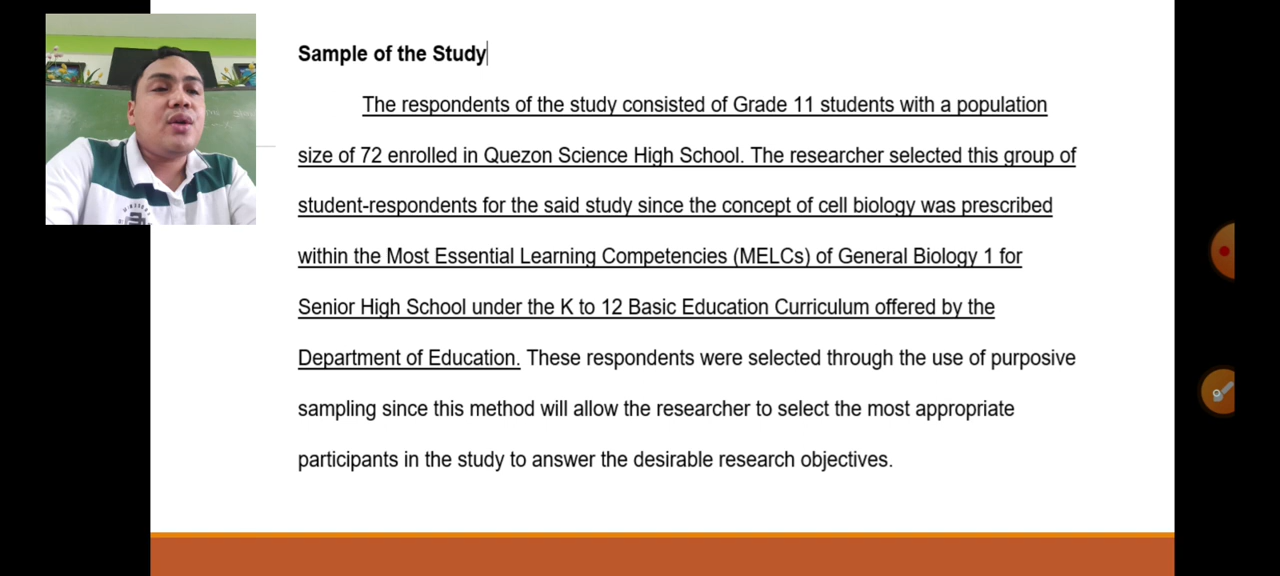 Sample of the Study
The respondents of the study consisted of Grade 11 students with a population
size of 72 enrolled in Quezon Science High School. The researcher selected this group of
student-respondents for the said study since the concept of cell biology was prescribed
within the Most Essential Learning Competencies (MELCs) of General Biology 1 for
Senior High School under the K to 12 Basic Education Curriculum offered by the
Department of Education. These respondents were selected through the use of purposive
sampling since this method will allow the researcher to select the most appropriate
participants in the study to answer the desirable research objectives.